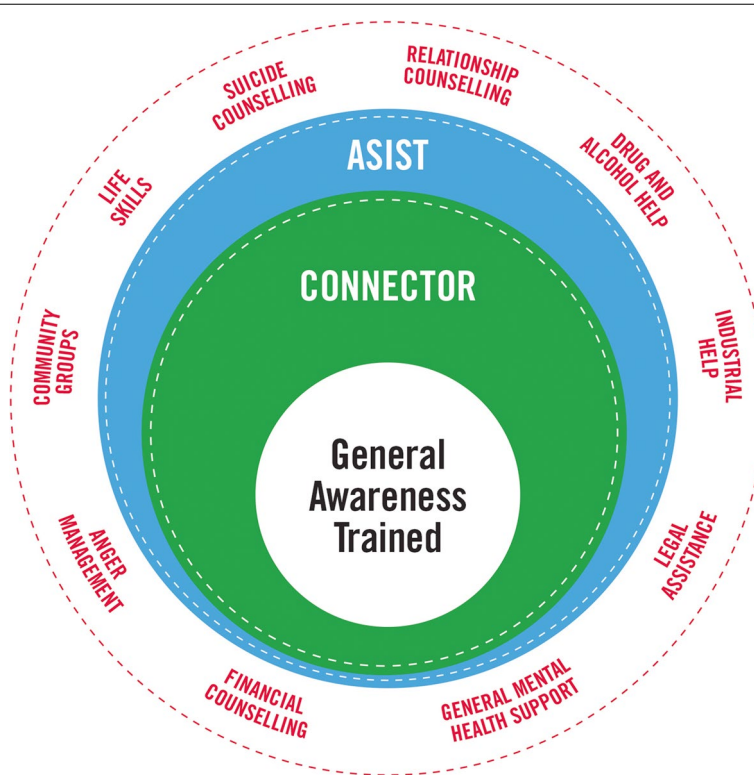 RELATIONSHIP
COUNSELLING
SUICIDE
COUNSELLING
DRUG AND
ALCOHOL HELP
LIFE
SKILLS
INDUSTRIAL
HELP
COMMUNITY
GROUPS
LEGAL
ASSISTANCE
ANGER
MANAGEMENT
GENERAL MENTAL
HEALTH SUPPORT
FINANCIAL
COUNSELLING
ASIST
CONNECTOR
General
Awareness
Trained